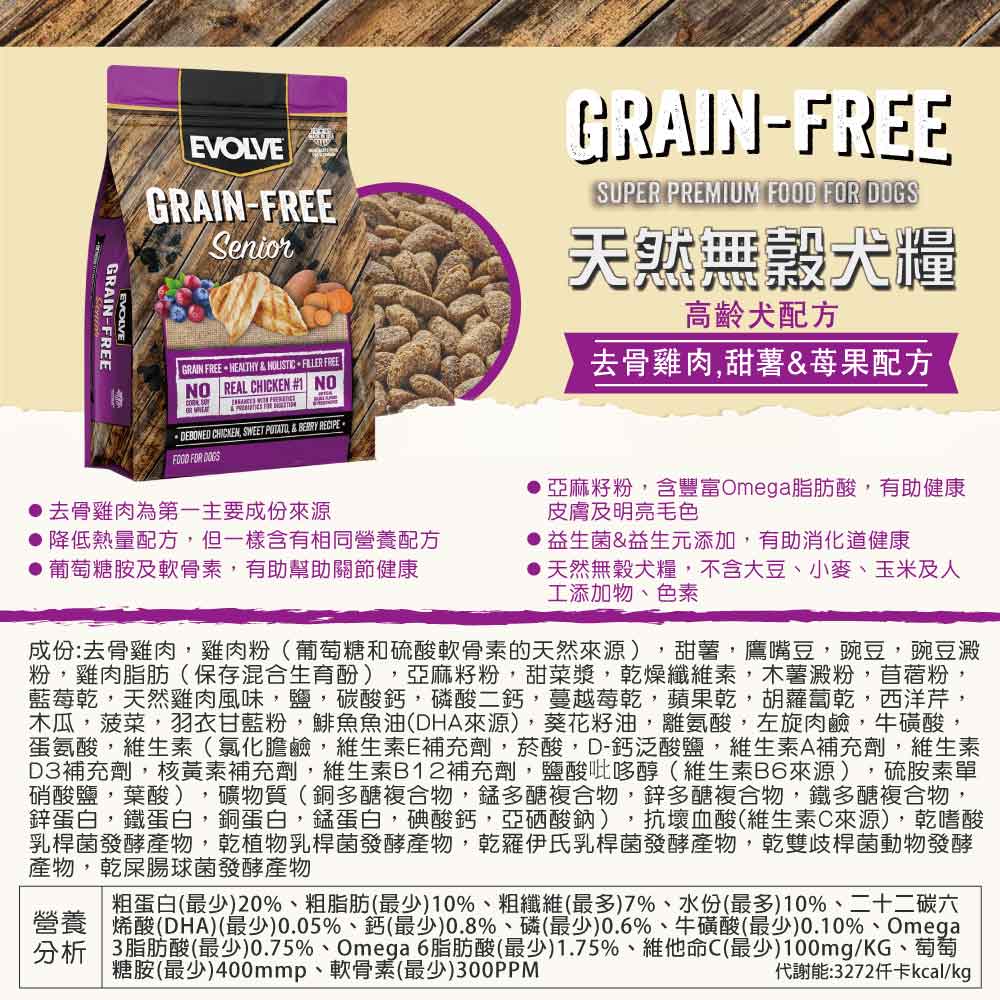 EVOLVE
GRAIN-FREE
Senior
GRAIN FREE • HEALTHY & HOLISTIC • FILLER FREE
NO
CORN, SOY
OR WHEAT
REAL CHICKEN #1
ENHANCED WITH PREBIOTICS
& PROBIOTICS FOR DIGESTION
NO
• DEBONED CHICKEN, SWEET POTATO, & BERRY RECIPE •
FOOD FOR DOGS
EVOLVE
GRAIN-FREE
GRAIN-FREE
SUPER PREMIUM FOOD FOR DOGS
天然無穀犬糧
高齡犬配方
去骨雞肉,甜薯&莓果配方
● 去骨雞肉為第一主要成份來源
● 降低熱量配方，但一樣含有相同營養配方
● 葡萄糖胺及軟骨素，有助幫助關節健康
● 亞麻籽粉，含豐富Omega脂肪酸，有助健康
皮膚及明亮毛色
● 益生菌&益生元添加，有助消化道健康
● 天然無穀犬糧，不含大豆、小麥、玉米及人
工添加物、色素
成份:去骨雞肉，雞肉粉（葡萄糖和硫酸軟骨素的天然來源），甜薯，鷹嘴豆，豌豆，豌豆澱
粉，雞肉脂肪（保存混合生育酚），亞麻籽粉，甜菜漿，乾燥纖維素，木薯澱粉，苜蓿粉，
藍莓乾，天然雞肉風味，鹽，碳酸鈣，磷酸二鈣，蔓越莓乾，蘋果乾，胡蘿蔔乾，西洋芹，
木瓜，菠菜，羽衣甘藍粉，鯡魚魚油(DHA來源)，葵花籽油，離氨酸，左旋肉鹼，牛磺酸，
蛋氨酸，維生素（氯化膽鹼，維生素E補充劑，菸酸，D-鈣泛酸鹽，維生素A補充劑，維生素
D3補充劑，核黃素補充劑，維生素B12補充劑，鹽酸吡哆醇（維生素B6來源），硫胺素單
硝酸鹽，葉酸），礦物質（銅多醣複合物，錳多醣複合物，鋅多醣複合物，鐵多醣複合物，
鋅蛋白，鐵蛋白，銅蛋白，錳蛋白，碘酸鈣，亞硒酸鈉），抗壞血酸(維生素C來源)，乾嗜酸
乳桿菌發酵產物，乾植物乳桿菌發酵產物，乾羅伊氏乳桿菌發酵產物，乾雙歧桿菌動物發酵
產物，乾屎腸球菌發酵產物
營養
分析
粗蛋白(最少)20%、粗脂肪(最少)10%、粗纖維(最多)7%、水份(最多)10%、二十二碳六
烯酸(DHA)(最少)0.05%、鈣(最少)0.8%、磷(最少)0.6%、牛磺酸(最少)0.10%、Omega
3脂肪酸(最少)0.75%、Omega 6脂肪酸(最少)1.75%、維他命C(最少)100mg/KG、葡萄
糖胺(最少)400mmp、軟骨素(最少)300PPM
代謝能:3272仟卡kcal/kg